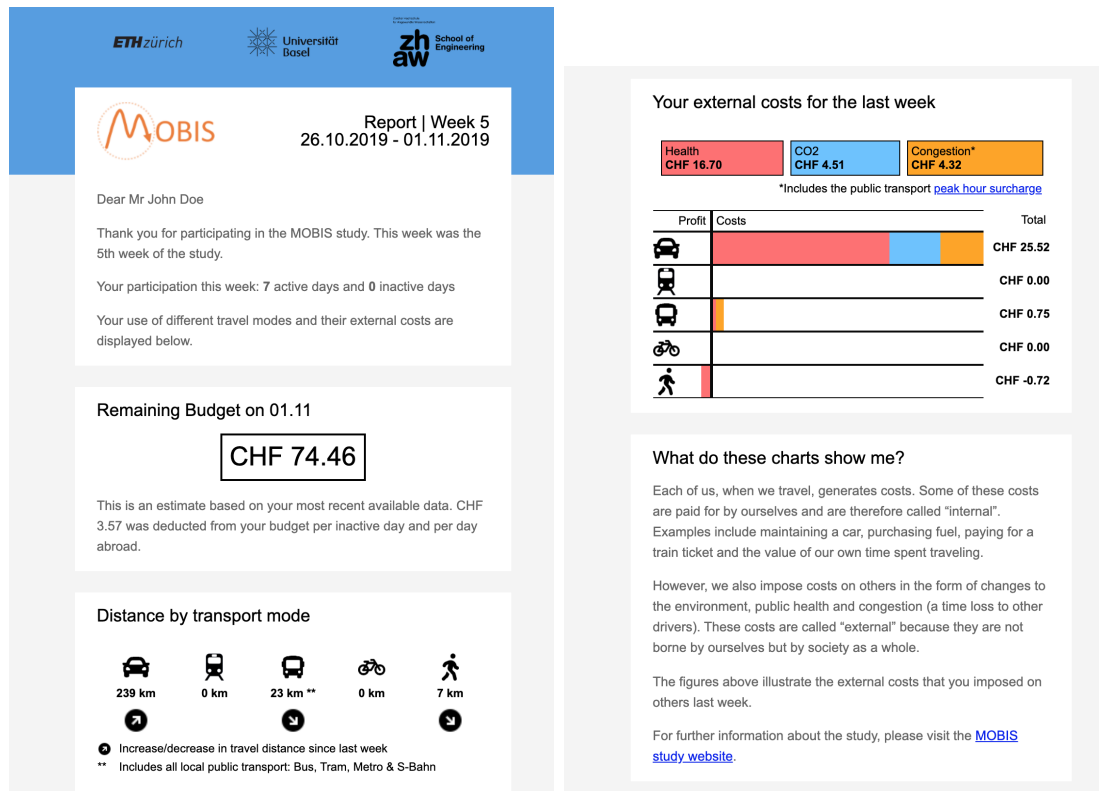 ETH zürich
Universität
Basel
zh
aw
School of
Engineering
MOBIS
Report | Week 5
26.10.2019 - 01.11.2019
Dear Mr John Doe
Thank you for participating in the MOBIS study. This week was the
5th week of the study.
Your participation this week: 7 active days and 0 inactive days
Your use of different travel modes and their external costs are
displayed below.
Remaining Budget on 01.11
CHF 74.46
This is an estimate based on your most recent available data. CHF
3.57 was deducted from your budget per inactive day and per day
abroad.
Distance by transport mode
239 km 0 km 23 km ** 0 km 7 km
Increase/decrease in travel distance since last week
** Includes all local public transport: Bus, Tram, Metro & S-Bahn
Your external costs for the last week
Health
CHF 16.70
CO2
CHF 4.51
Congestion*
CHF 4.32
*Includes the public transport peak hour surcharge
Profit Costs Total
CHF 25.52
CHF 0.00
CHF 0.75
CHF 0.00
CHF -0.72
What do these charts show me?
Each of us, when we travel, generates costs. Some of these costs
are paid for by ourselves and are therefore called “internal”.
Examples include maintaining a car, purchasing fuel, paying for a
train ticket and the value of our own time spent traveling.
However, we also impose costs on others in the form of changes to
the environment, public health and congestion (a time loss to other
drivers). These costs are called “external” because they are not
borne by ourselves but by society as a whole.
The figures above illustrate the external costs that you imposed on
others last week.
For further information about the study, please visit the MOBIS
study website.